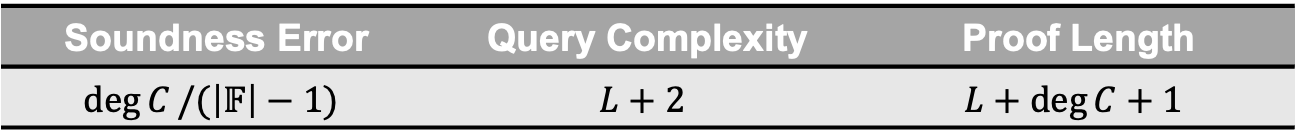 Soundness Error Query Complexity Proof Length
deg C /(|𝔽| − 1) L + 2 L + deg C + 1